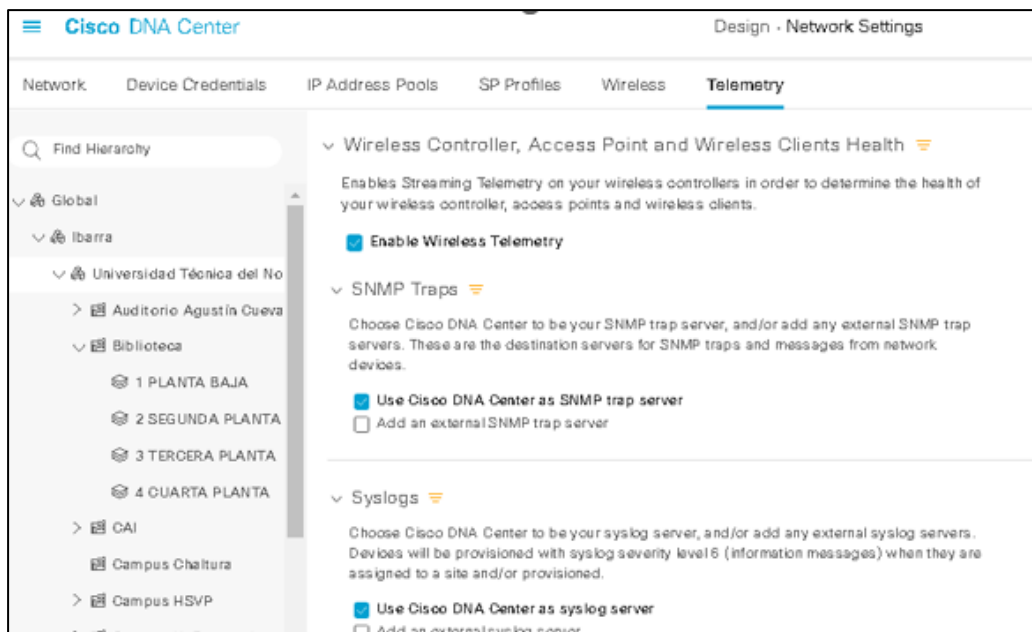 Cisco DNA Center
Design · Network Settings
Network Device Credentials IP Address Pools SP Profiles Wireless Telemetry
Find Hierarchy
Global
Ibarra
Universidad Técnica del No
Auditorio Agustín Cueva
Biblioteca
1 PLANTA BAJA
2 SEGUNDA PLANTA
3 TERCERA PLANTA
4 CUARTA PLANTA
CAI
Campus Chaltura
Campus HSVP
Wireless Controller, Access Point and Wireless Clients Health
Enables Streaming Telemetry on your wireless controllers in order to determine the health of
your wireless controller, access points and wireless clients.
Enable Wireless Telemetry
SNMP Traps
Choose Cisco DNA Center to be your SNMP trap server, and/or add any external SNMP trap
servers. These are the destination servers for SNMP traps and messages from network
devices.
Use Cisco DNA Center as SNMP trap server
Add an external SNMP trap server
Syslogs
Choose Cisco DNA Center to be your syslog server, and/or add any external syslog servers.
Devices will be provisioned with syslog severity level 6 (information messages) when they are
assigned to a site and/or provisioned.
Use Cisco DNA Center as syslog server
Add an external syslog server